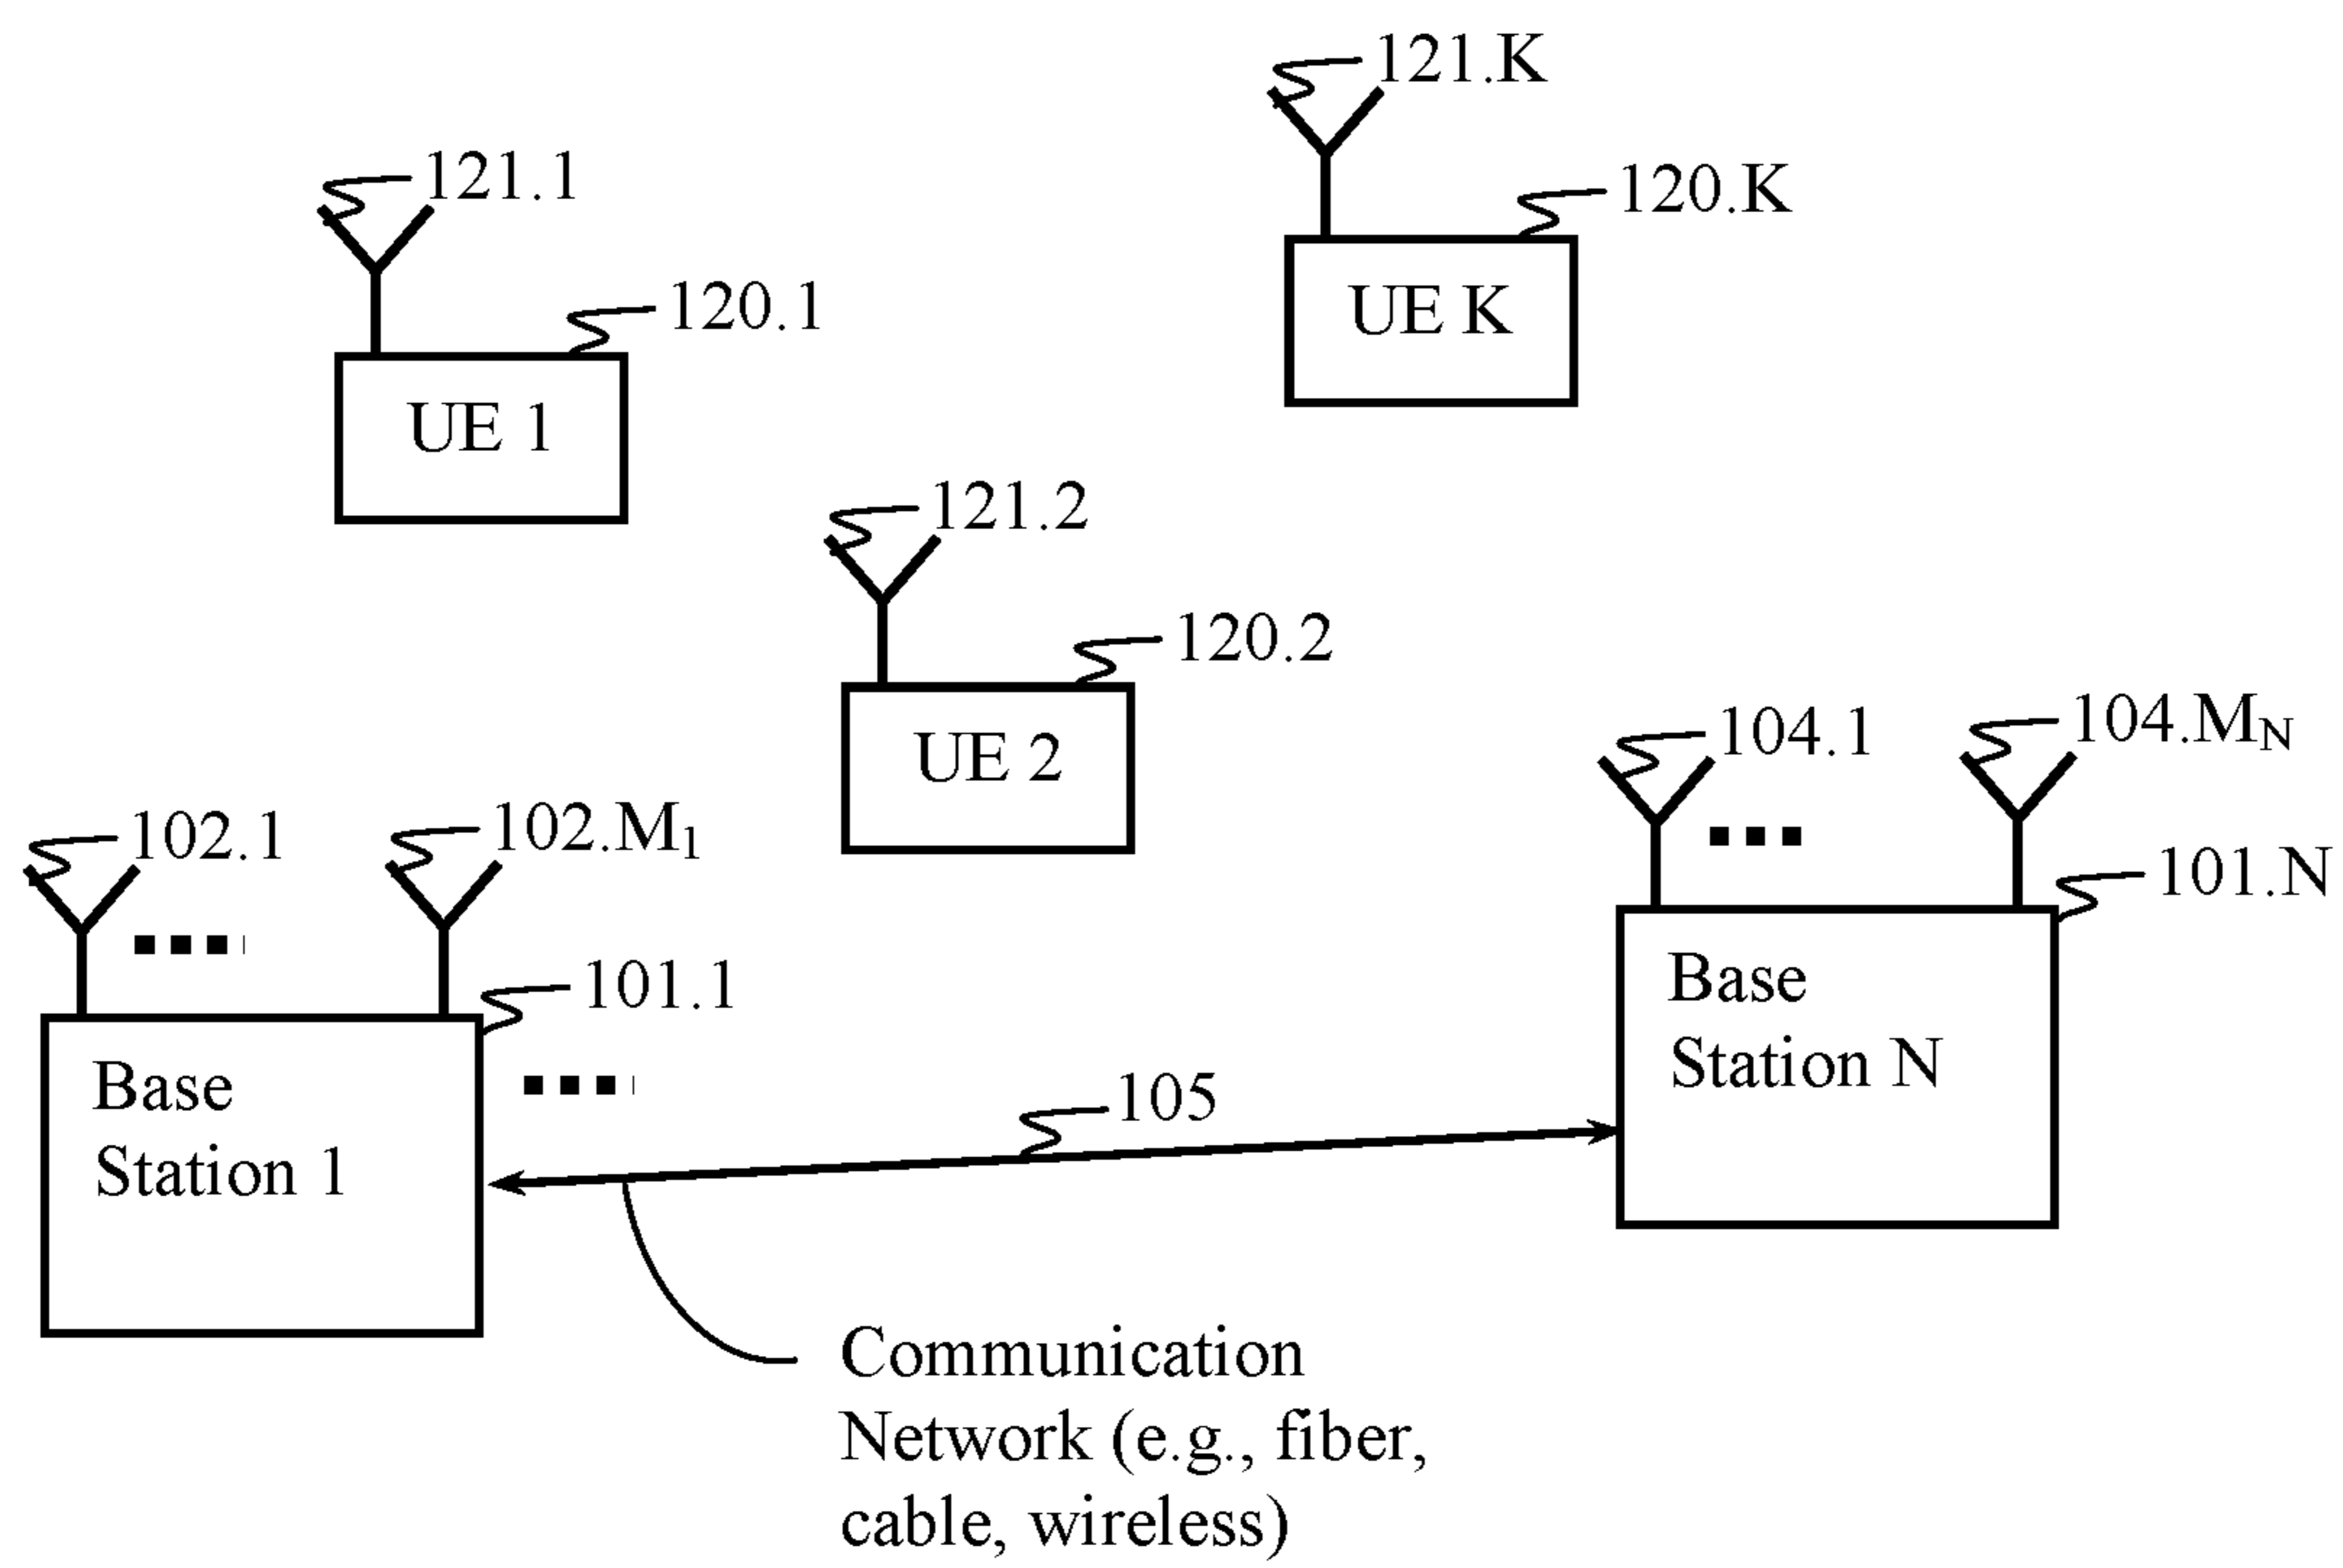 121.K
121.1
120.K
120.1
UE K
UE 1
121.2
120.2
104.MN
104.1
UE 2
102.1
102.M1
101.N
101.1
Base
Station N
Base
Station 1
105
Communication
Network (e.g., fiber,
cable, wireless)